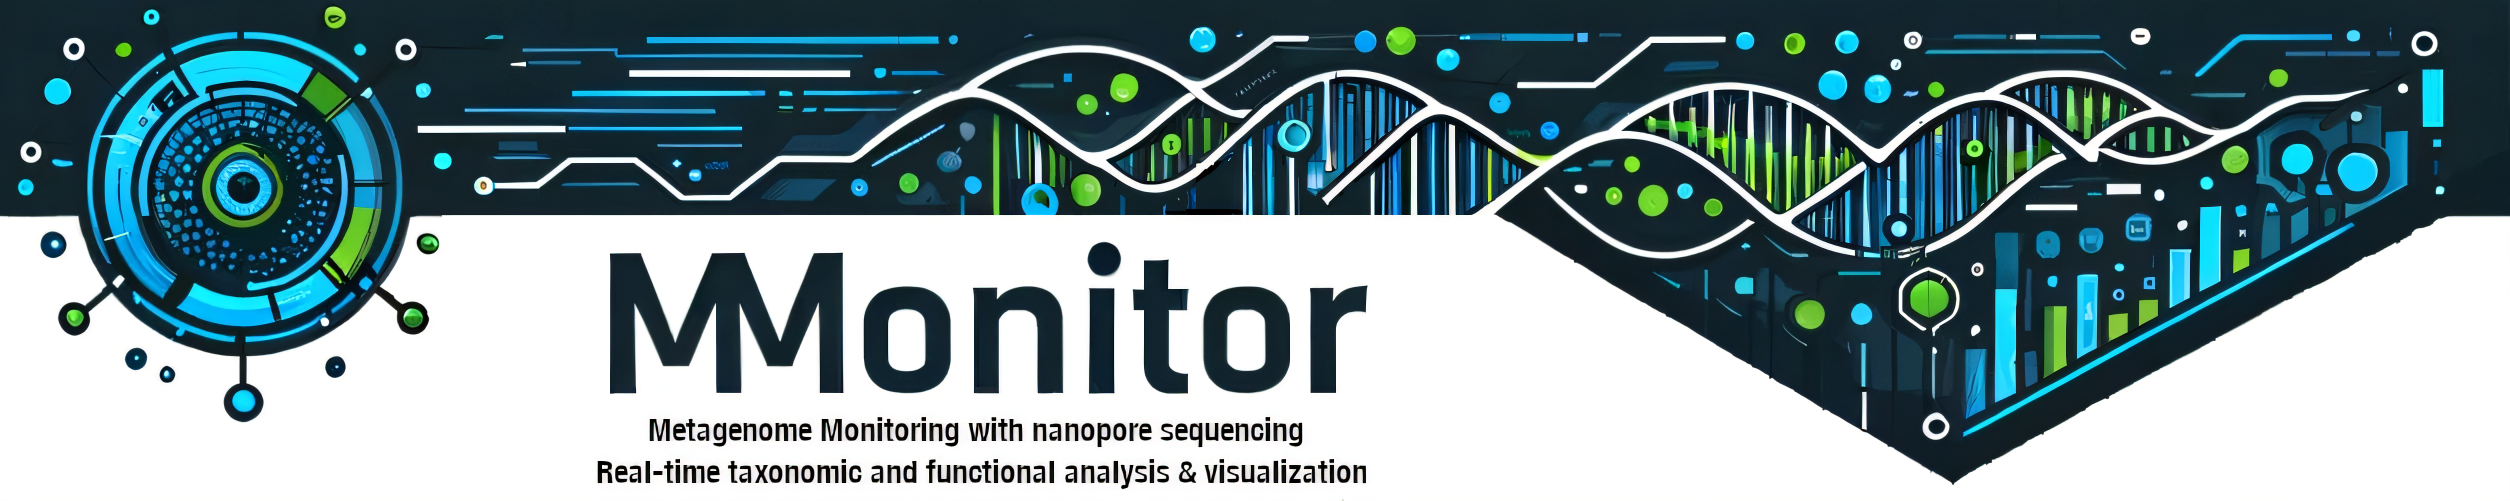 MMonitor
Metagenome Monitoring with nanopore sequencing
Real-time taxonomic and functional analysis & visualization